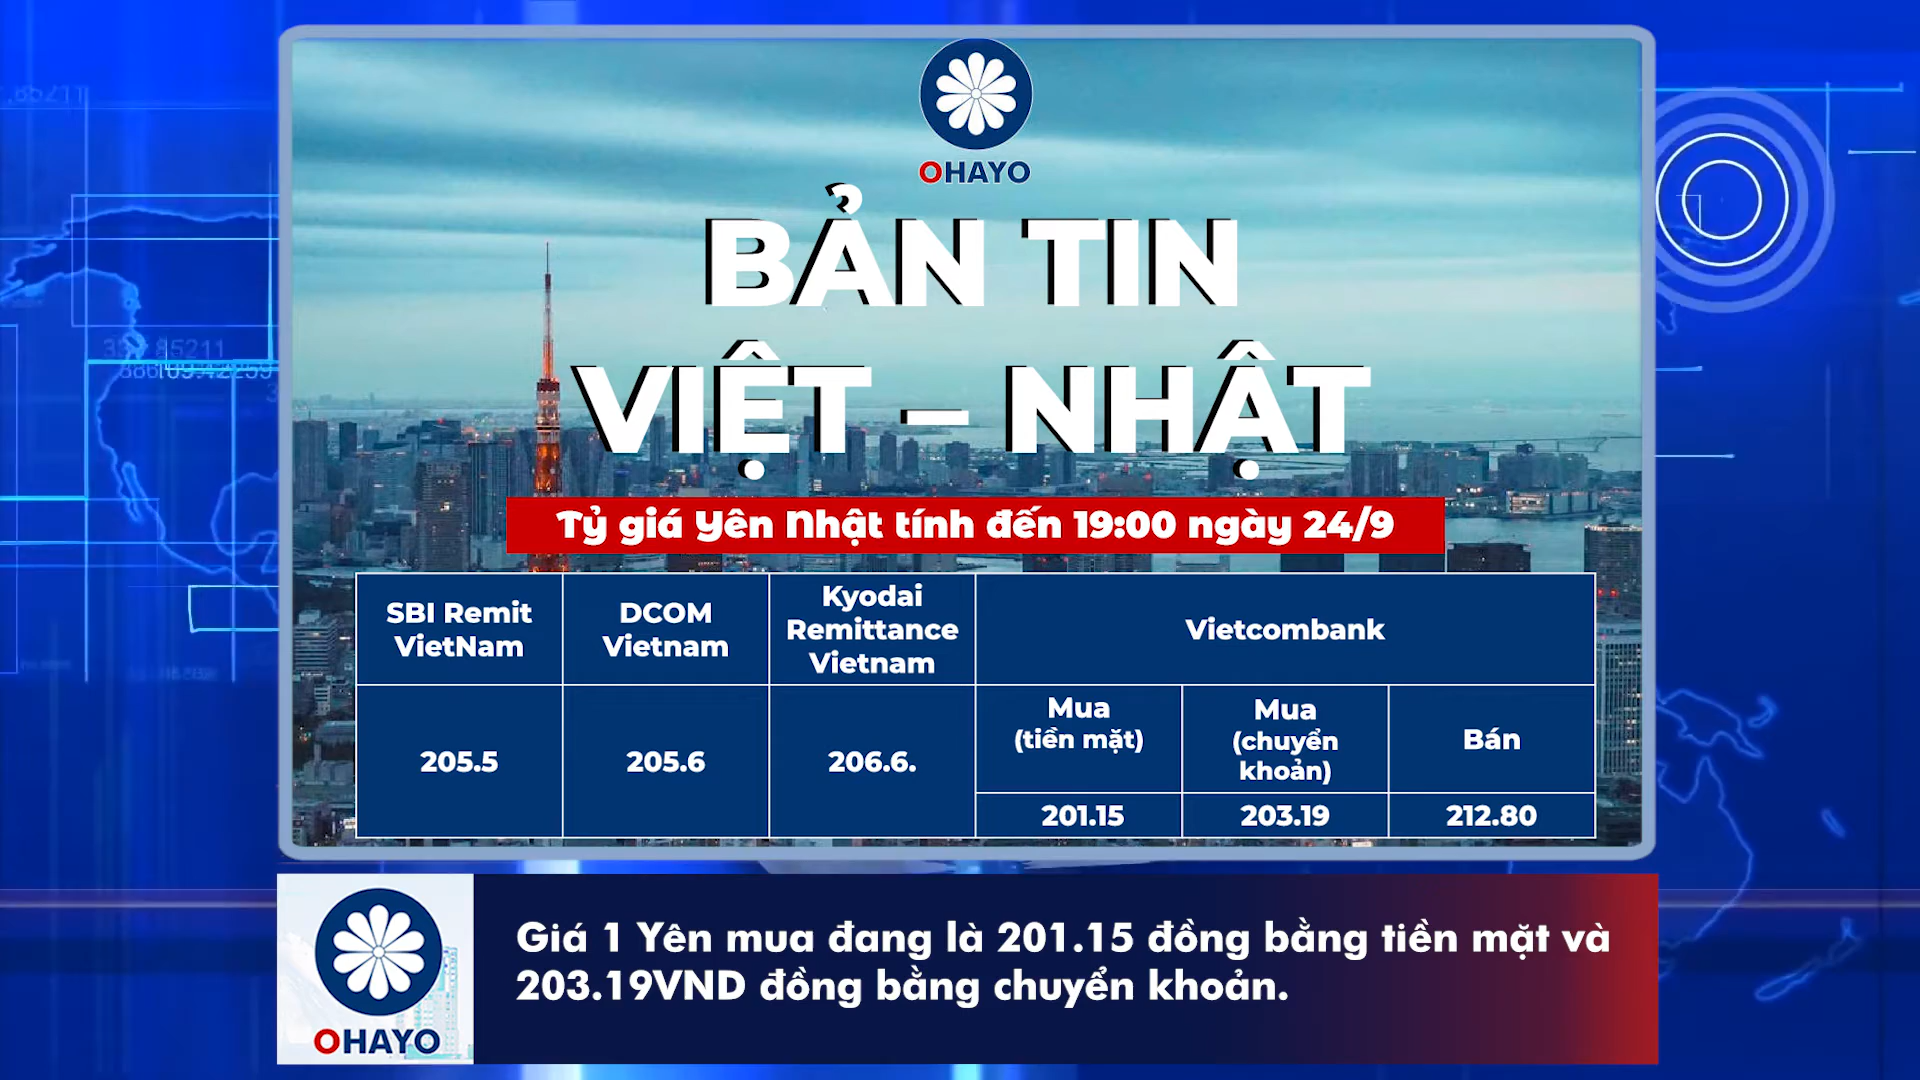 OHAYO
BẢN TIN
VIỆT – NHẬT
Tỷ giá Yên Nhật tính đến 19:00 ngày 24/9
SBI Remit
VietNam
DCOM
Vietnam
Kyodai
Remittance
Vietnam
Vietcombank
205.5
205.6
206.6.
Mua
(tiền mặt)
Mua
(chuyển
khoản)
Bán
201.15
203.19
212.80
OHAYO
Giá 1 Yên mua đang là 201.15 đồng bằng tiền mặt và
203.19VND đồng bằng chuyển khoản.